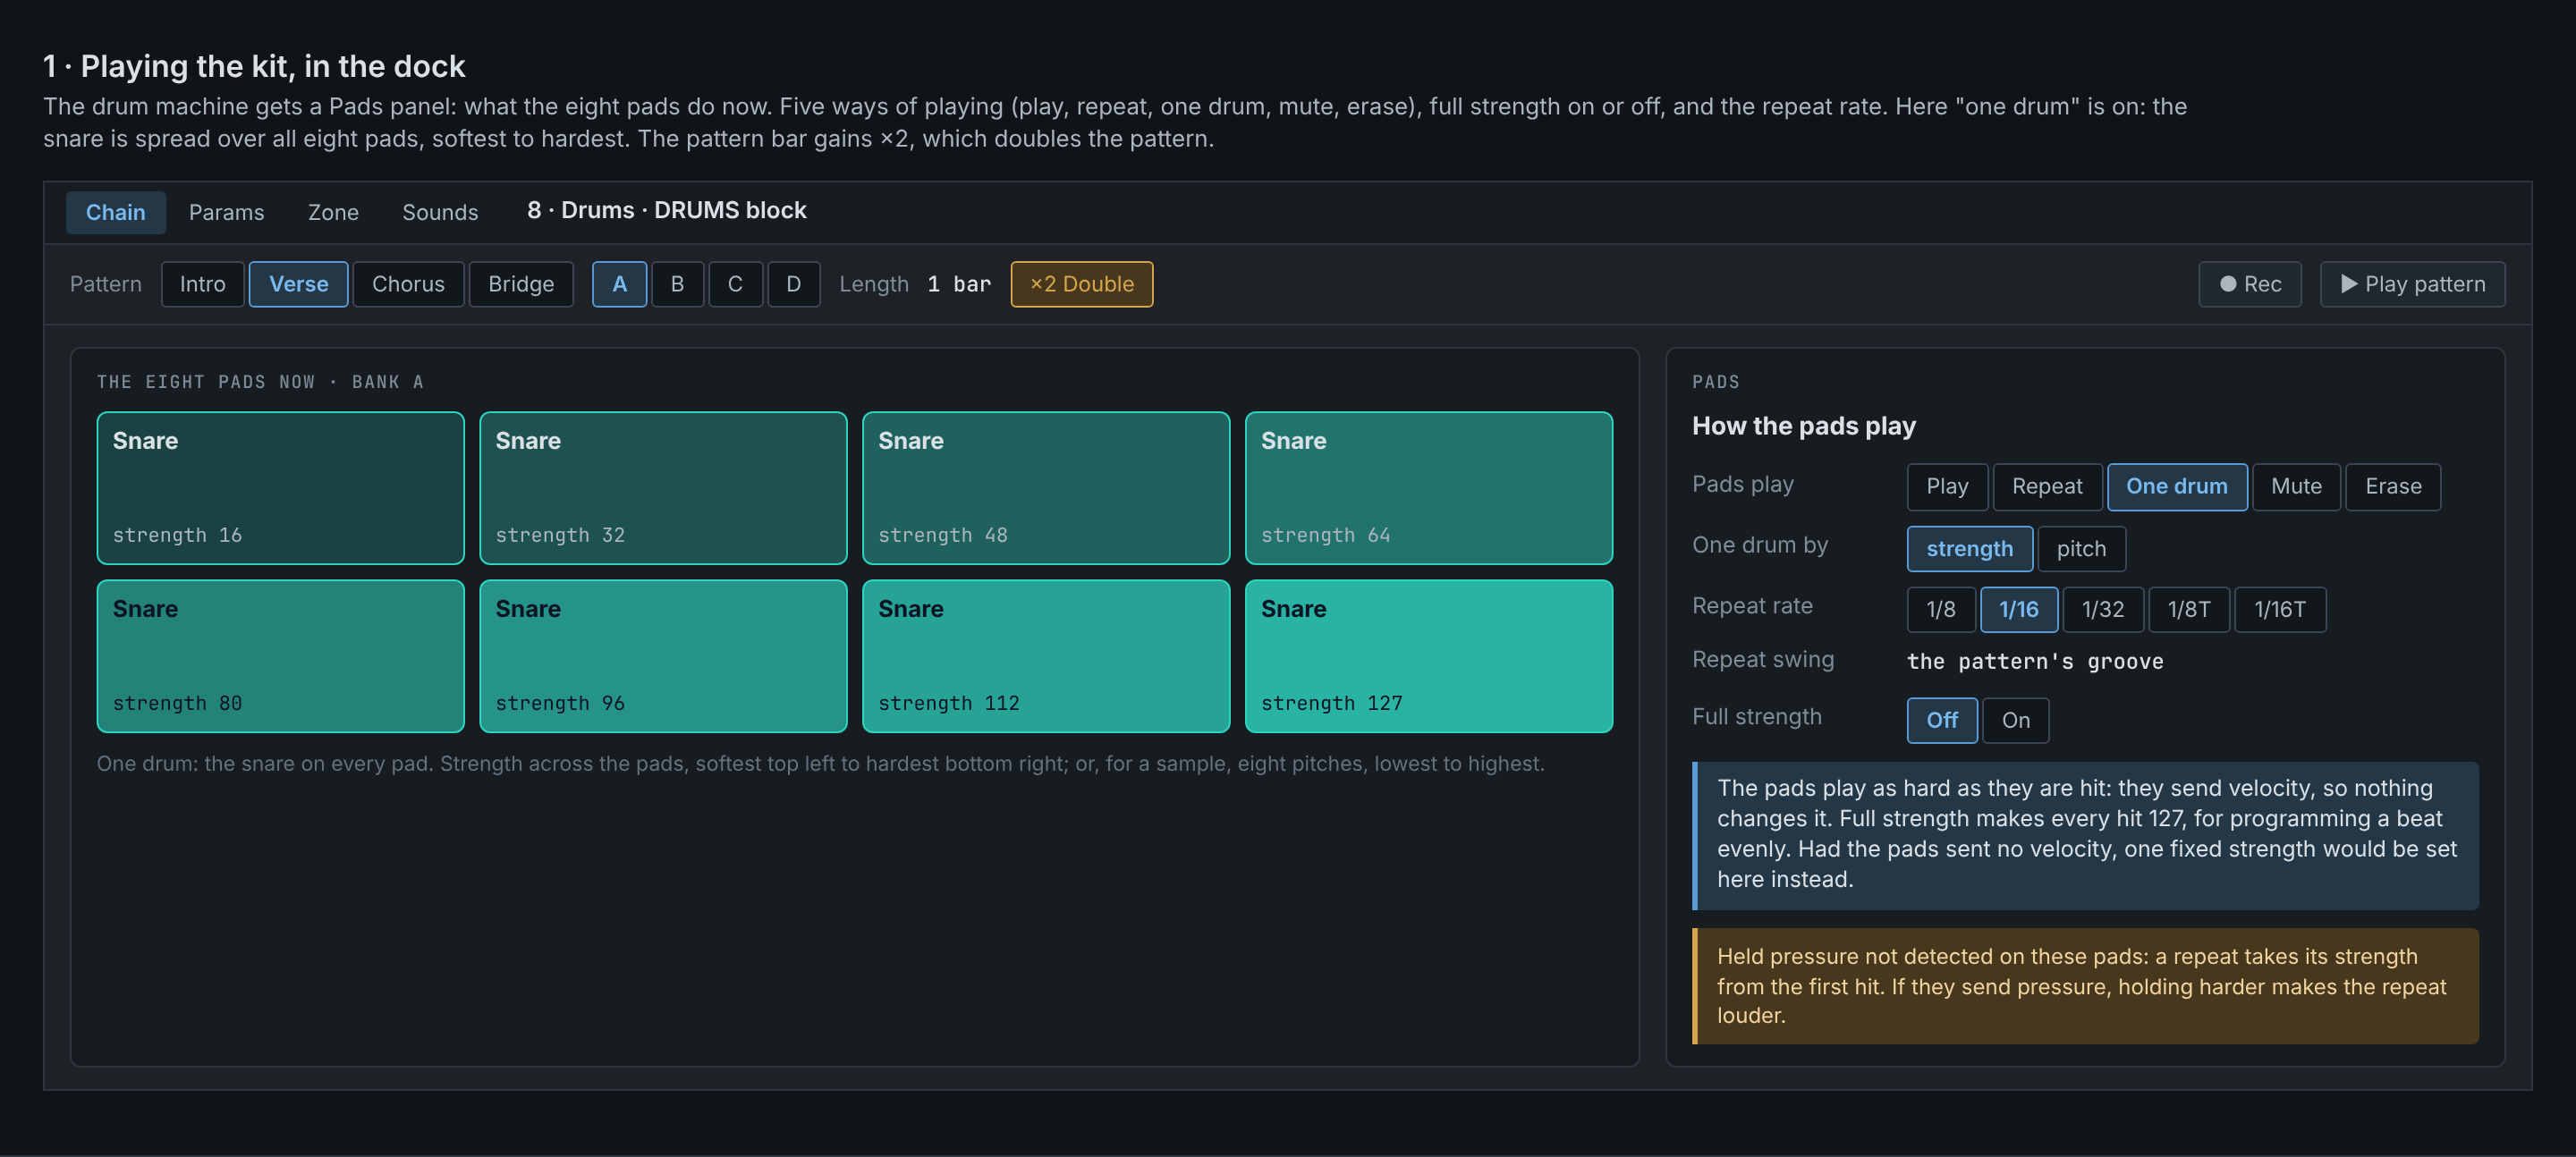 1 · Playing the kit, in the dock
The drum machine gets a Pads panel: what the eight pads do now. Five ways of playing (play, repeat, one drum, mute, erase), full strength on or off, and the repeat rate. Here "one drum" is on: the
snare is spread over all eight pads, softest to hardest. The pattern bar gains ×2, which doubles the pattern.
Chain Params Zone Sounds 8 · Drums · DRUMS block
Pattern Intro Verse Chorus Bridge A B C D Length 1 bar ×2 Double ● Rec ▶ Play pattern
THE EIGHT PADS NOW · BANK A
Snare Snare Snare Snare
strength 16 strength 32 strength 48 strength 64
Snare Snare Snare Snare
strength 80 strength 96 strength 112 strength 127
One drum: the snare on every pad. Strength across the pads, softest top left to hardest bottom right; or, for a sample, eight pitches, lowest to highest.
PADS
How the pads play
Pads play Play Repeat One drum Mute Erase
One drum by strength pitch
Repeat rate 1/8 1/16 1/32 1/8T 1/16T
Repeat swing the pattern's groove
Full strength Off On
The pads play as hard as they are hit: they send velocity, so nothing
changes it. Full strength makes every hit 127, for programming a beat
evenly. Had the pads sent no velocity, one fixed strength would be set
here instead.
Held pressure not detected on these pads: a repeat takes its strength
from the first hit. If they send pressure, holding harder makes the repeat
louder.